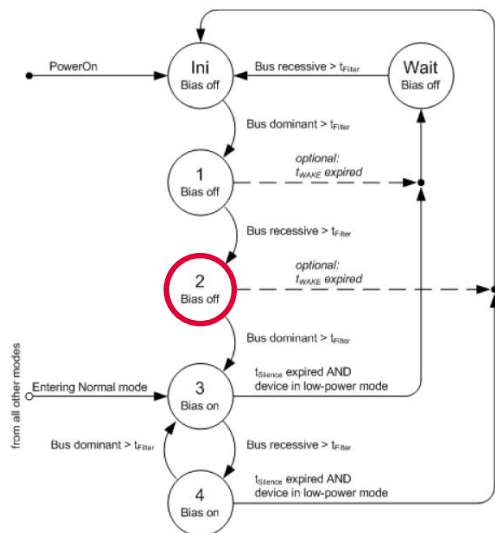 PowerOn
Ini
Bias off
Bus recessive > tFilter
Wait
Bias off
Bus dominant > tFilter
1
Bias off
optional:
tWAKE expired
Bus recessive > tFilter
2
Bias off
optional:
tWAKE expired
Bus dominant > tFilter
from all other modes
Entering Normal mode
3
Bias on
tSilence expired AND
device in low-power mode
Bus dominant > tFilter
Bus recessive > tFilter
4
Bias on
tSilence expired AND
device in low-power mode